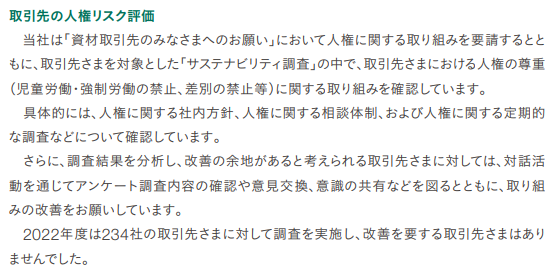 取引先の人権リスク評価
　当社は「資材取引先のみなさまへのお願い」において人権に関する取り組みを要請するとと
もに、取引先さまを対象とした「サステナビリティ調査」の中で、取引先さまにおける人権の尊重
（児童労働・強制労働の禁止、差別の禁止等）に関する取り組みを確認しています。
　具体的には、人権に関する社内方針、人権に関する相談体制、および人権に関する定期的
な調査などについて確認しています。
　さらに、調査結果を分析し、改善の余地があると考えられる取引先さまに対しては、対話活
動を通じてアンケート調査内容の確認や意見交換、意識の共有などを図るとともに、取り組
みの改善をお願いしています。
　2022年度は234社の取引先さまに対して調査を実施し、改善を要する取引先さまはあり
ませんでした。